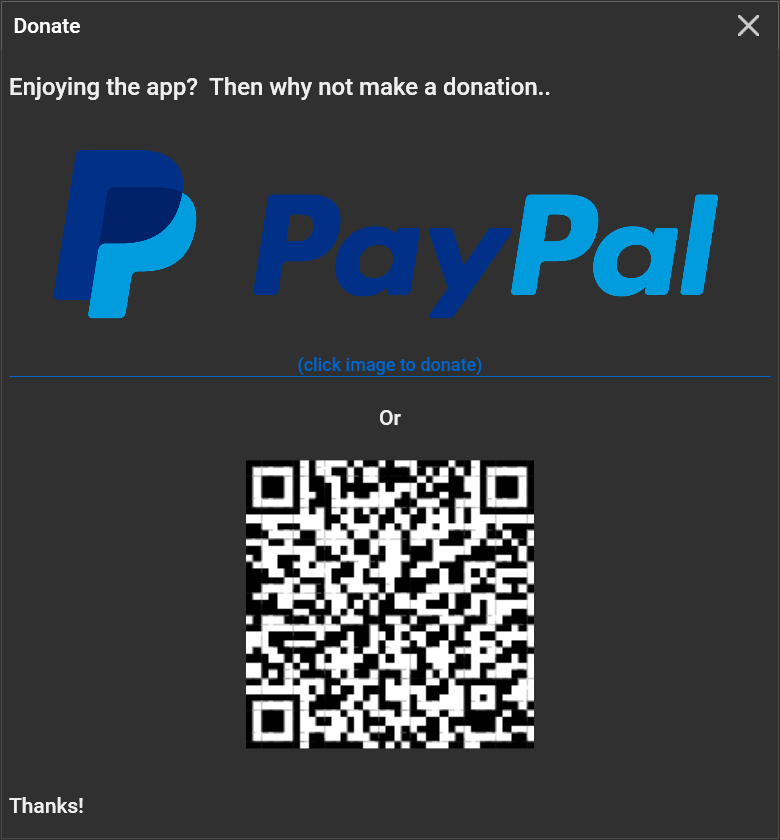 Donate
Enjoying the app?  Then why not make a donation..
PayPal
(click image to donate)
Or
Thanks!